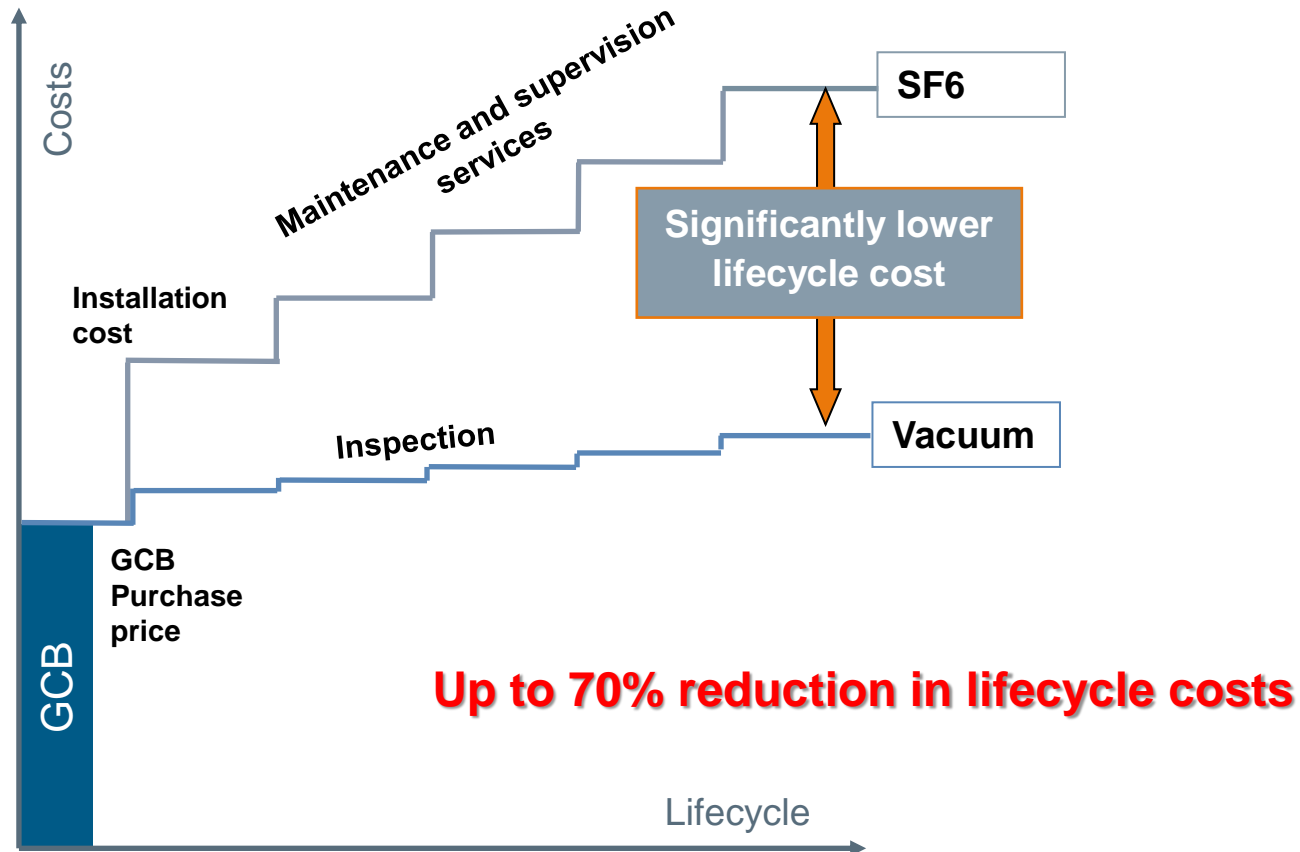 Costs
Maintenance and supervision
services
SF6
Significantly lower
lifecycle cost
Installation
cost
Inspection
Vacuum
GCB
Purchase
price
GCB
Up to 70% reduction in lifecycle costs
Lifecycle